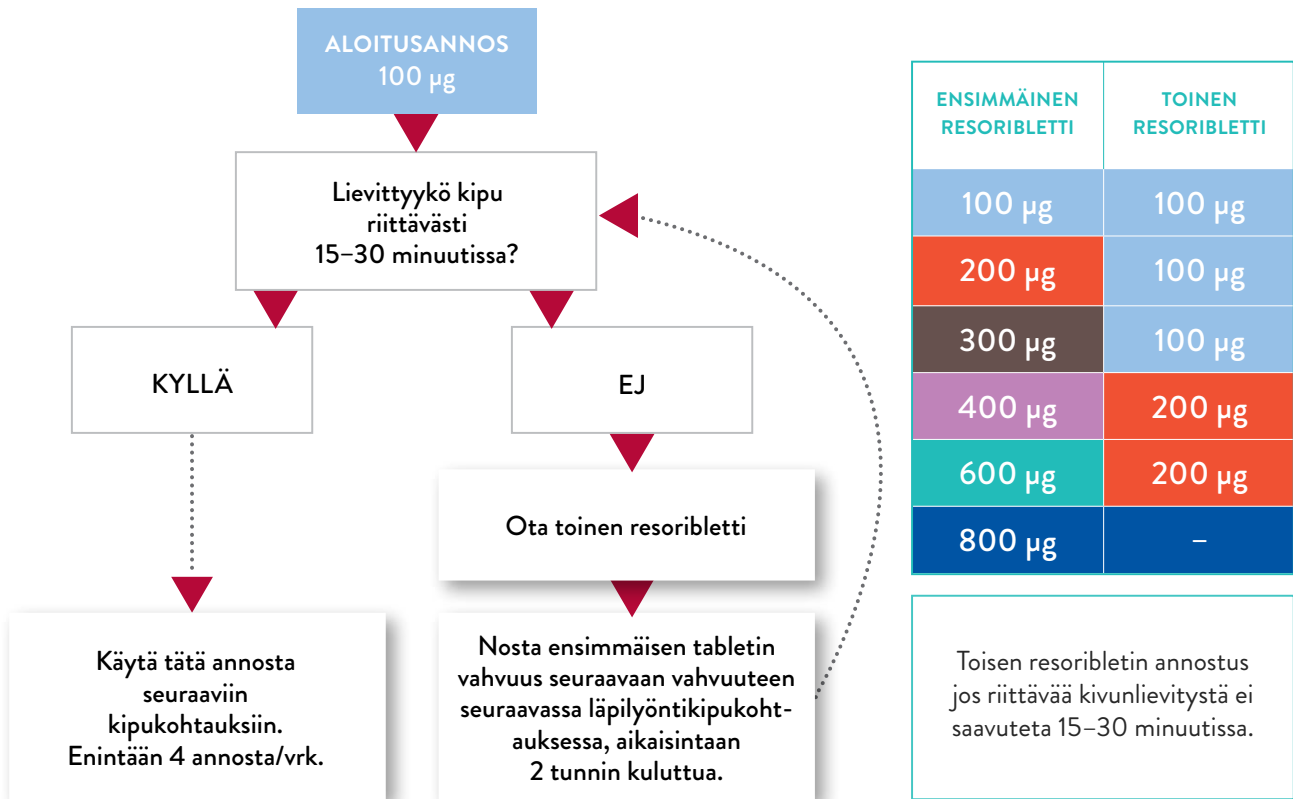 ALOITUSANNOS
100 µg
Lievittyykö kipu
riittävästi
15–30 minuutissa?
KYLLÄ
EJ
Ota toinen resoribletti
Käytä tätä annosta
seuraaviin
kipukohtauksiin.
Enintään 4 annosta/vrk.
Nosta ensimmäisen tabletin
vahvuus seuraavaan vahvuuteen
seuraavassa läpilyöntikipukoht-
auksessa, aikaisintaan
2 tunnin kuluttua.
ENSIMMÄINEN
RESORIBLETTI
TOINEN
RESORIBLETTI
100 µg 100 µg
200 µg 100 µg
300 µg 100 µg
400 µg 200 µg
600 µg 200 µg
800 µg –
Toisen resoribletin annostus
jos riittävää kivunlievitystä ei
saavuteta 15–30 minuutissa.